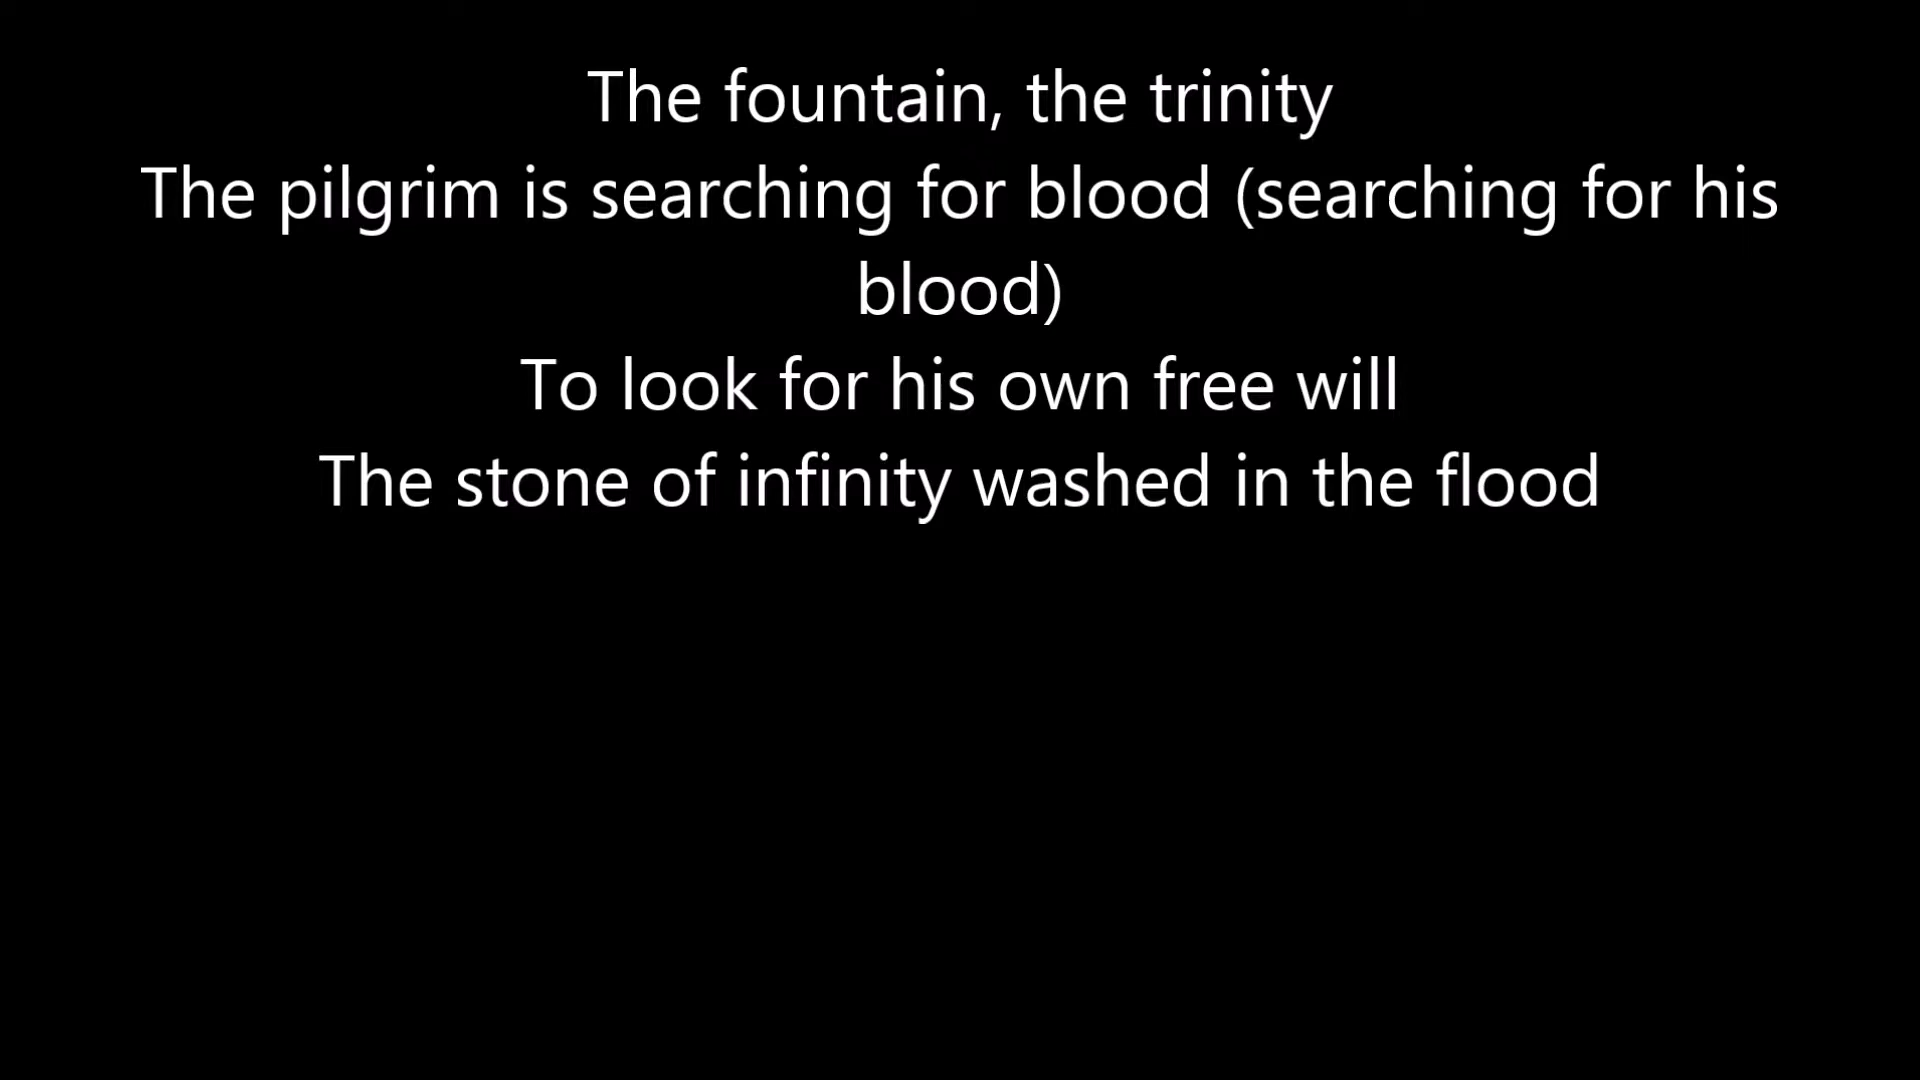 The fountain, the trinity
The pilgrim is searching for blood (searching for his
blood)
To look for his own free will
The stone of infinity washed in the flood